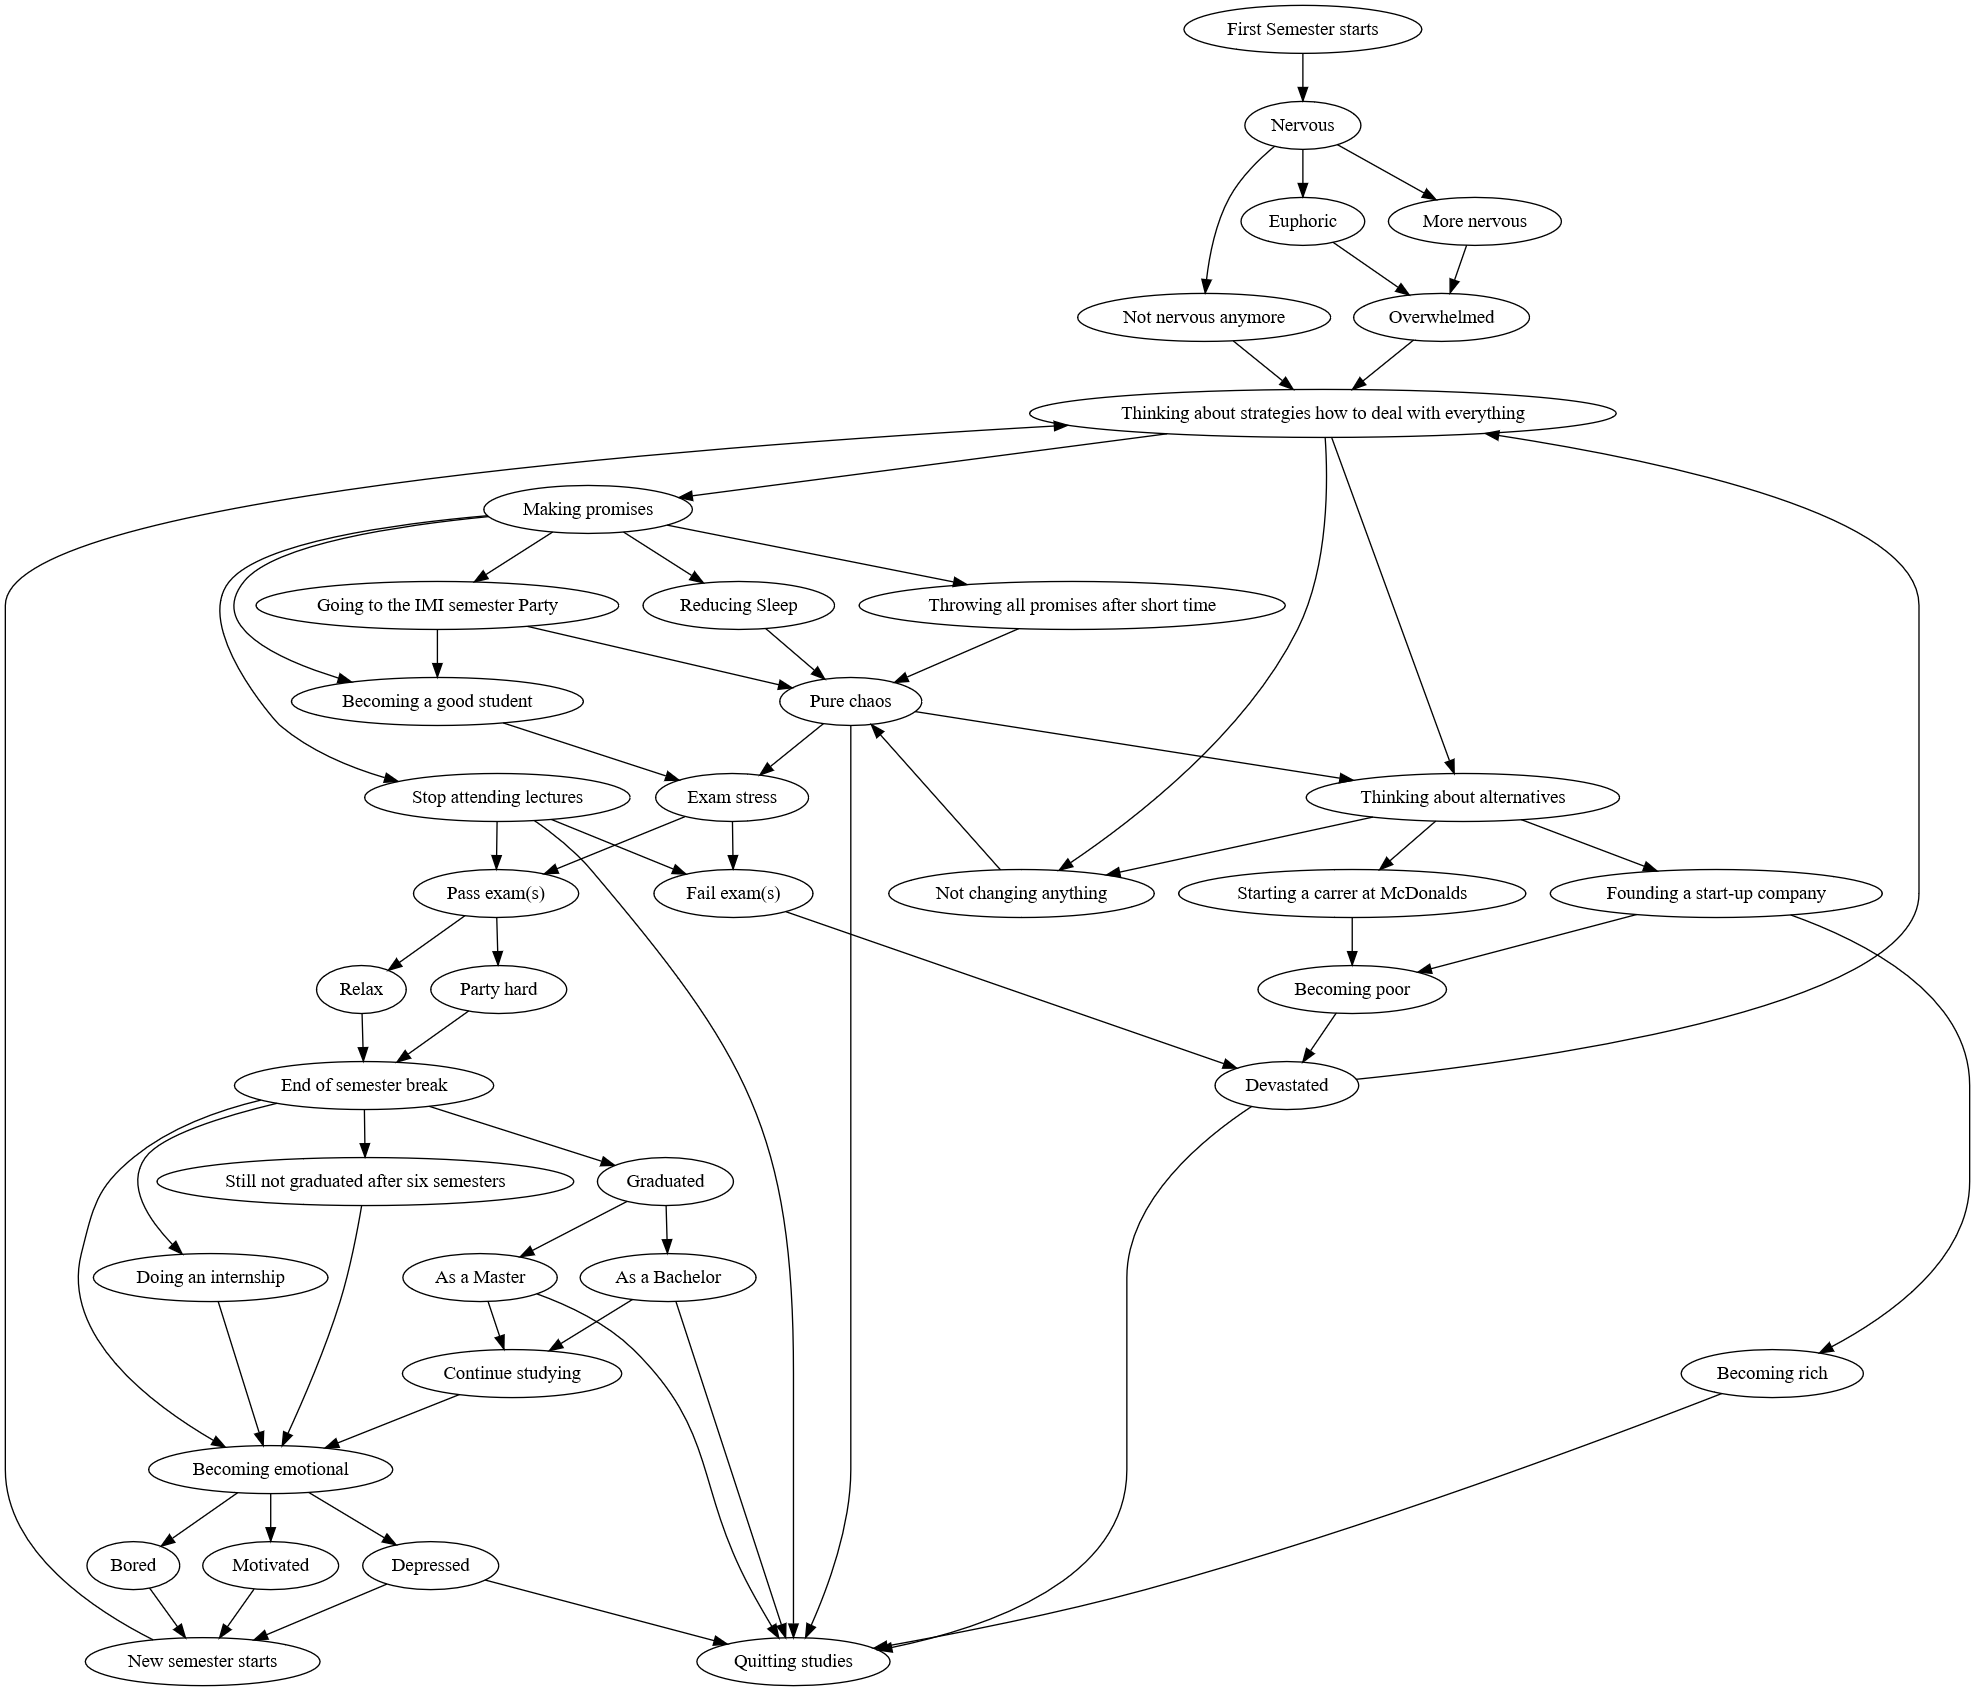 First Semester starts
Nervous
Euphoric
More nervous
Not nervous anymore
Overwhelmed
Thinking about strategies how to deal with everything
Making promises
Going to the IMI semester Party
Reducing Sleep
Throwing all promises after short time
Becoming a good student
Pure chaos
Stop attending lectures
Exam stress
Thinking about alternatives
Pass exam(s)
Fail exam(s)
Not changing anything
Starting a carrer at McDonalds
Founding a start-up company
Relax
Party hard
Becoming poor
End of semester break
Devastated
Still not graduated after six semesters
Graduated
Doing an internship
As a Master
As a Bachelor
Continue studying
Becoming rich
Becoming emotional
Bored
Motivated
Depressed
New semester starts
Quitting studies